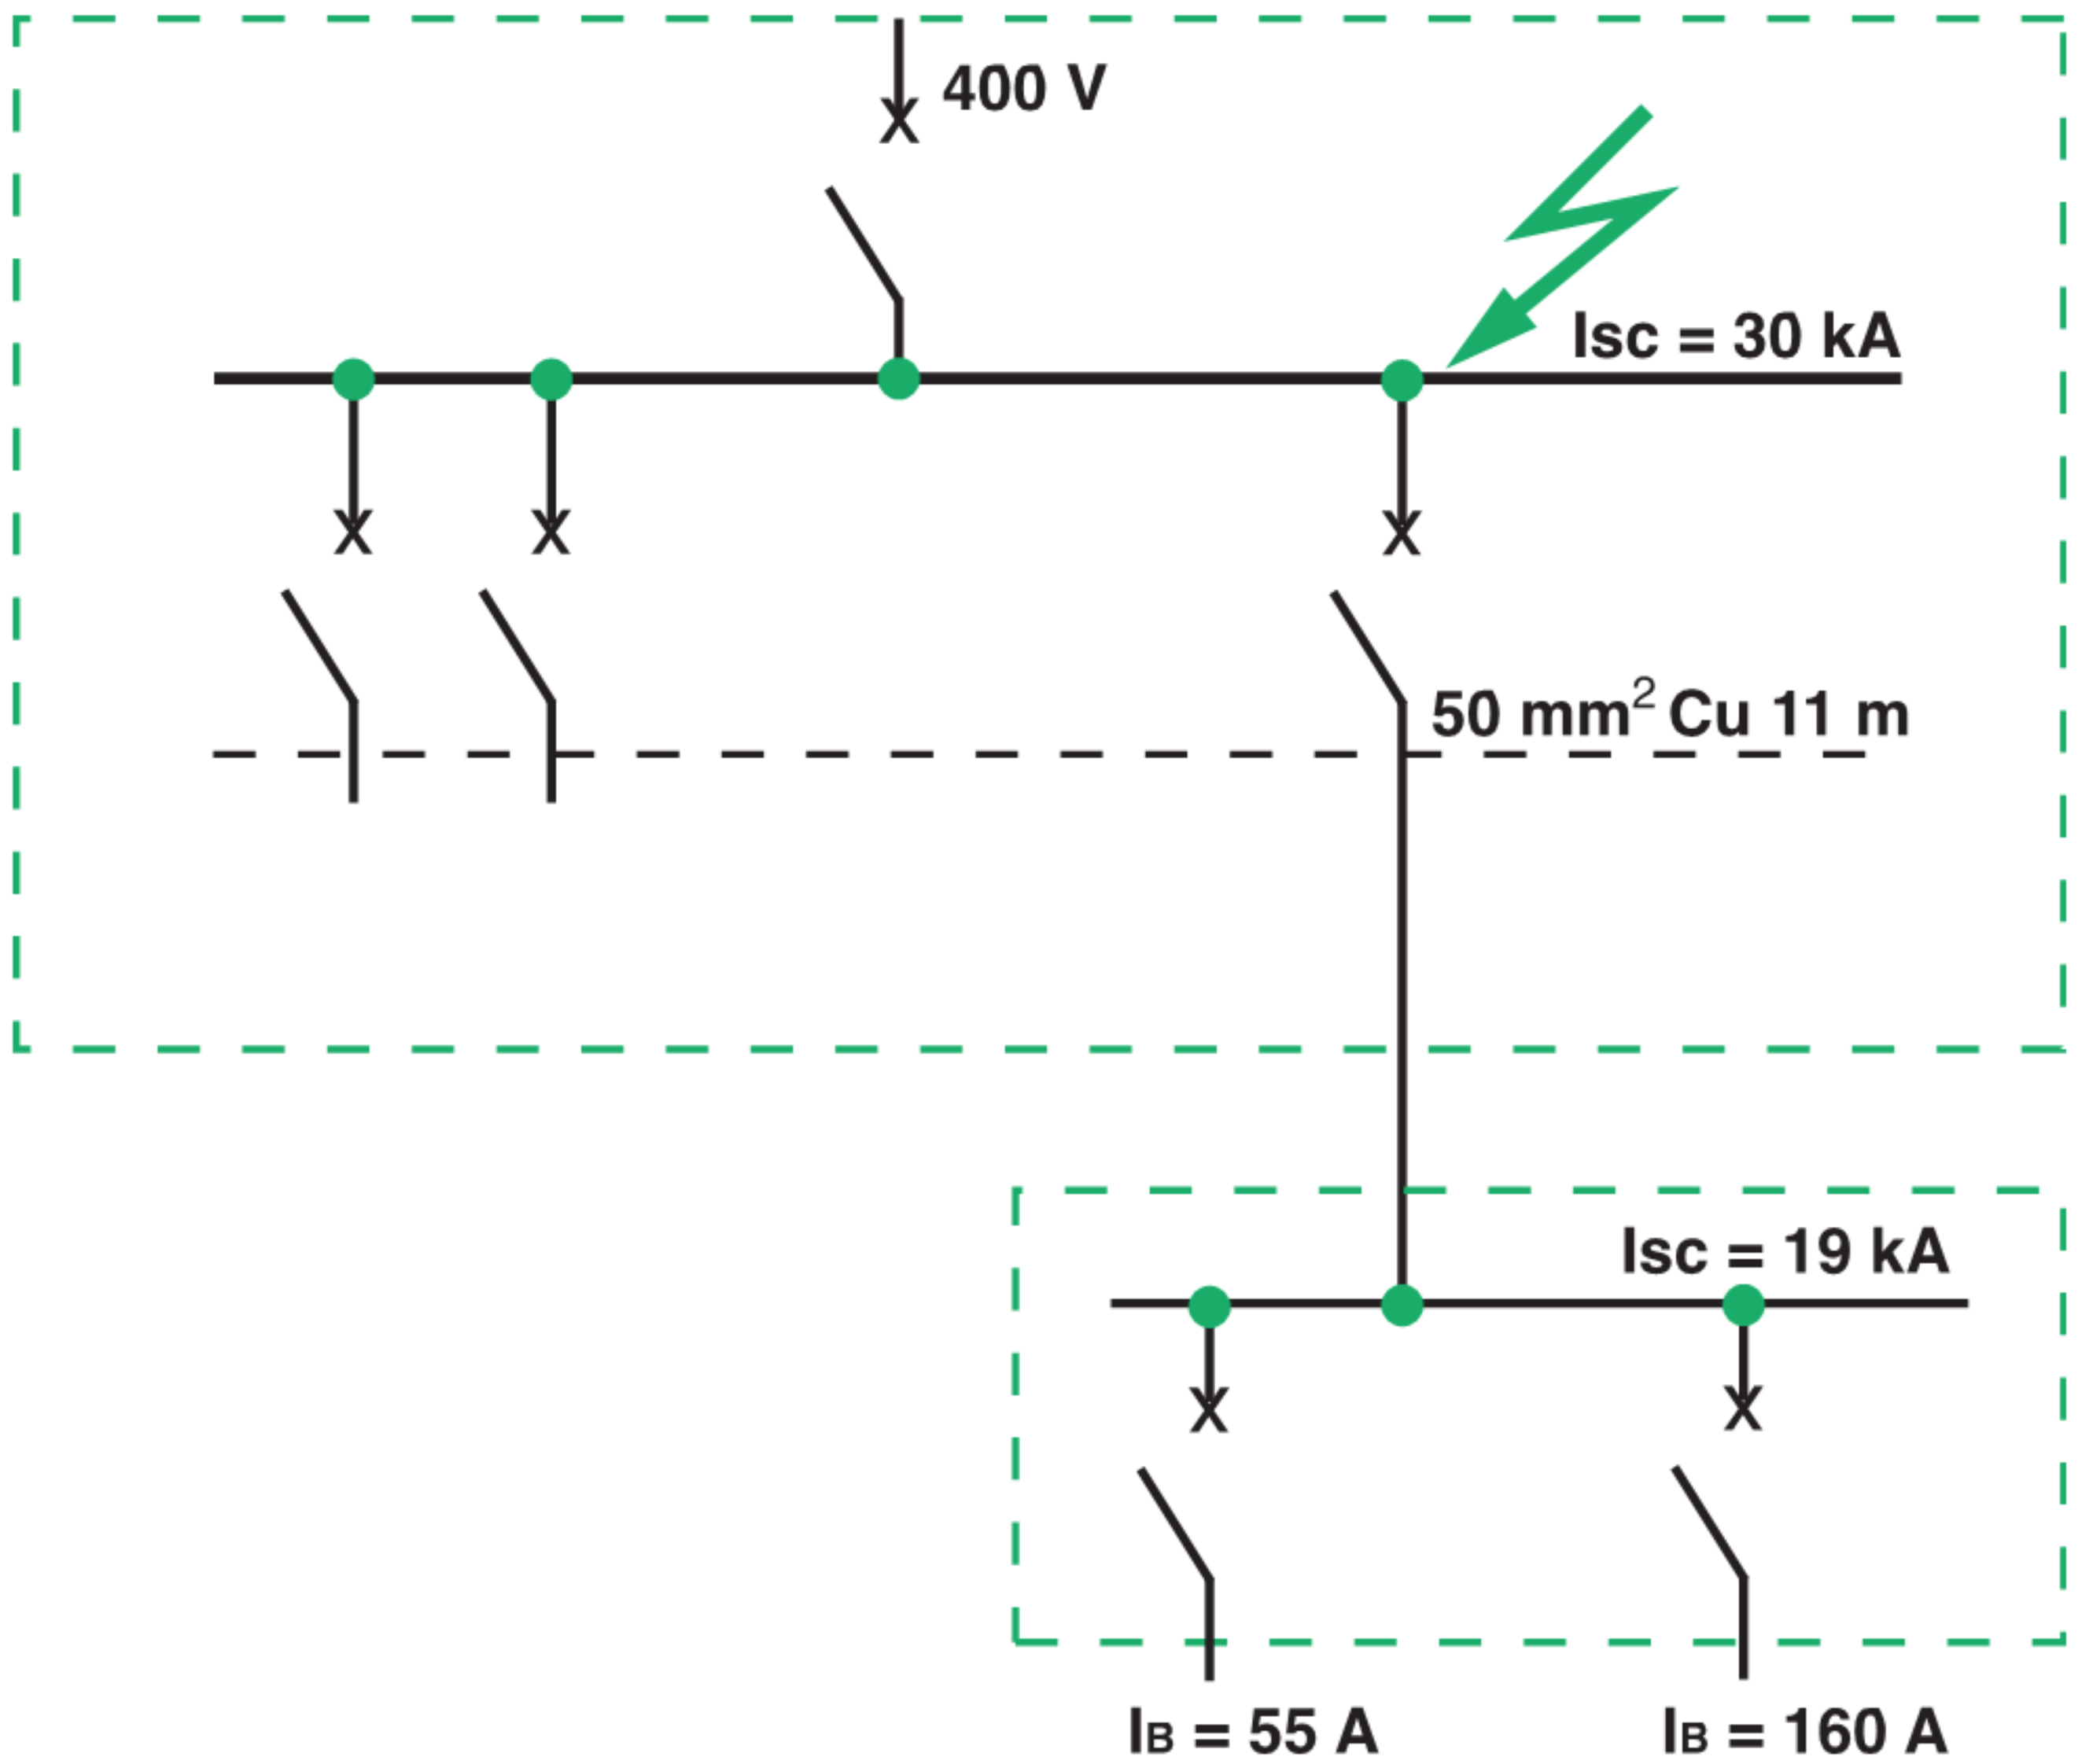 400 V
Isc = 30 kA
X
X
X
X
50 mm² Cu 11 m
Isc = 19 kA
X
X
IB = 55 A
IB = 160 A